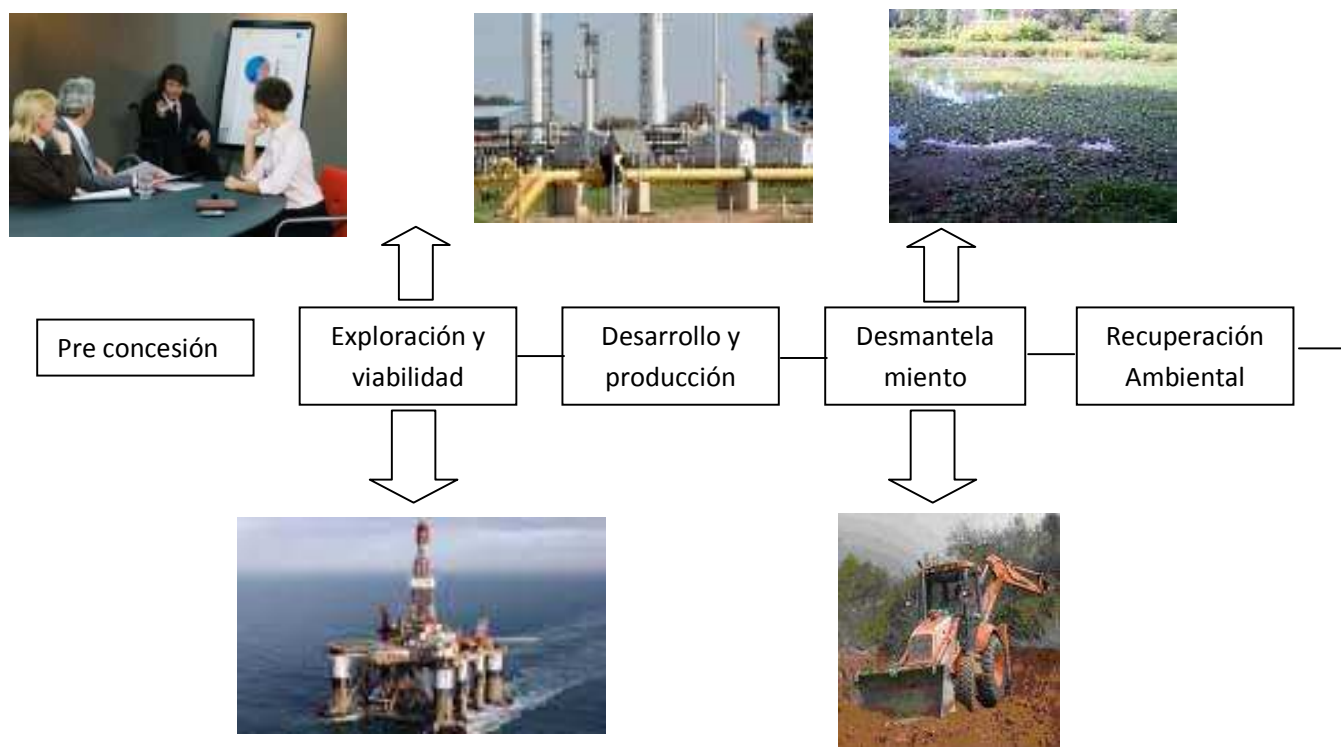 Pre concesión
Exploración y
viabilidad
Desarrollo y
producción
Desmantela
miento
Recuperación
Ambiental